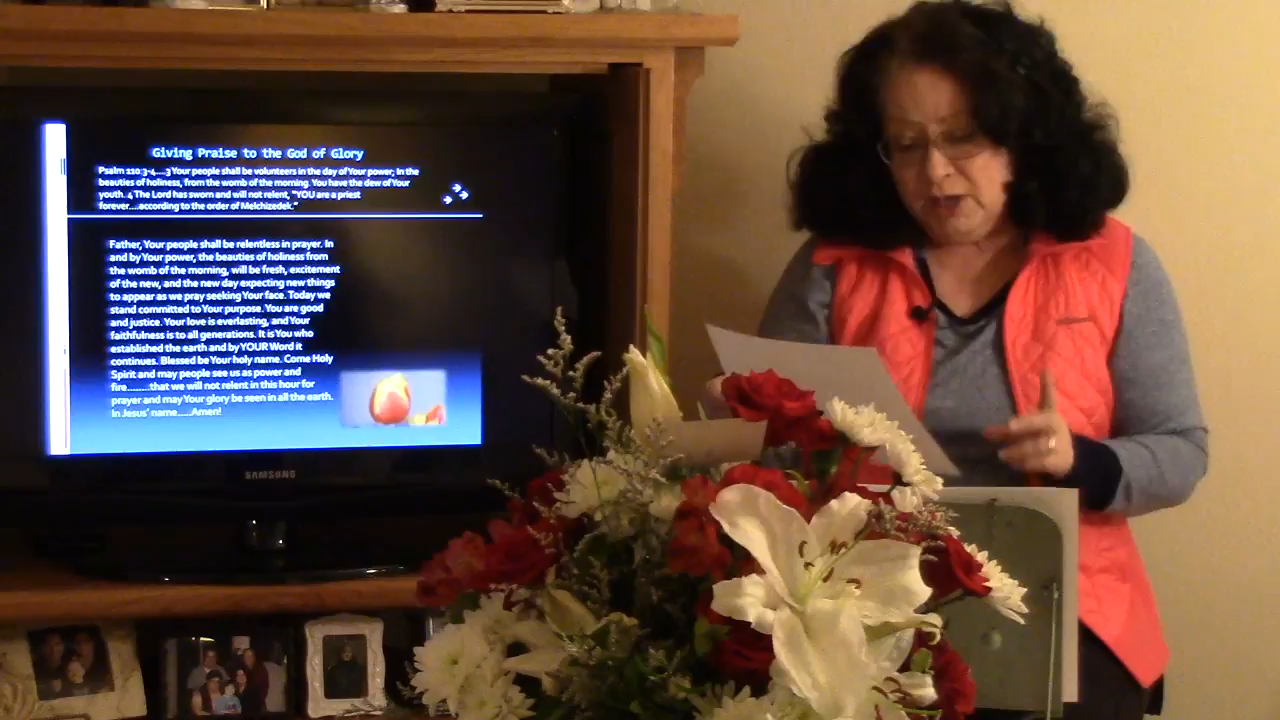 Giving Praise to the God of Glory
Psalm 110:3-4....3 Your people shall be volunteers in the day of Your power; In the
beauties of holiness, from the womb of the morning. You have the dew of Your
youth. 4 The Lord has sworn and will not relent, "YOU are a priest
forever....according to the order of Melchizedek."
Father, Your people shall be relentless in prayer. In
and by Your power, the beauties of holiness from
the womb of the morning, will be fresh, excitement
of the new, and the new day expecting new things
to appear as we pray seeking Your face. Today we
stand committed to Your purpose. You are good
and justice. Your love is everlasting, and Your
faithfulness is to all generations. It is You who
established the earth and by YOUR Word it
continues. Blessed be Your holy name. Come Holy
Spirit and may people see us as power and
fire........that we will not relent in this hour for
prayer and may Your glory be seen in all the earth.
In Jesus' name.....Amen!
SAMSUNG